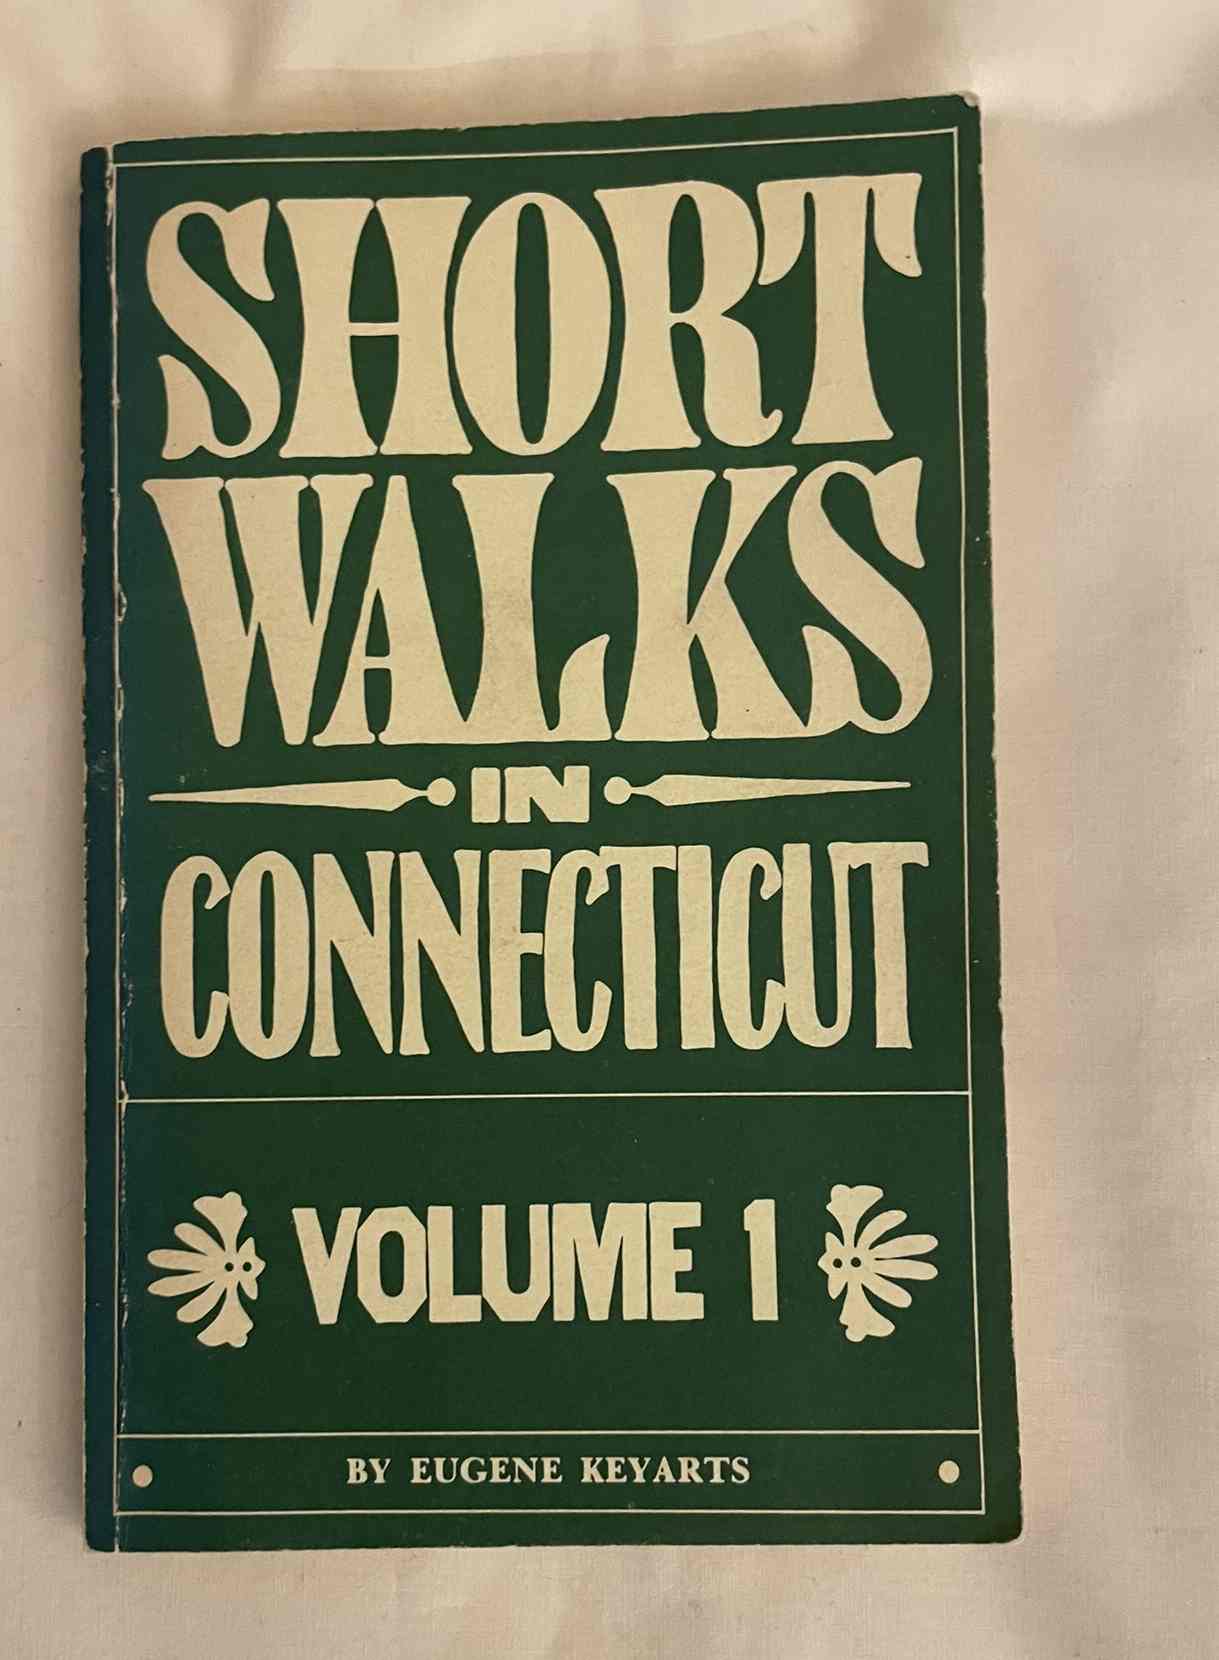 SHORT
WALKS
IN
CONNECTICUT
VOLUME 1
BY EUGENE KEYARTS